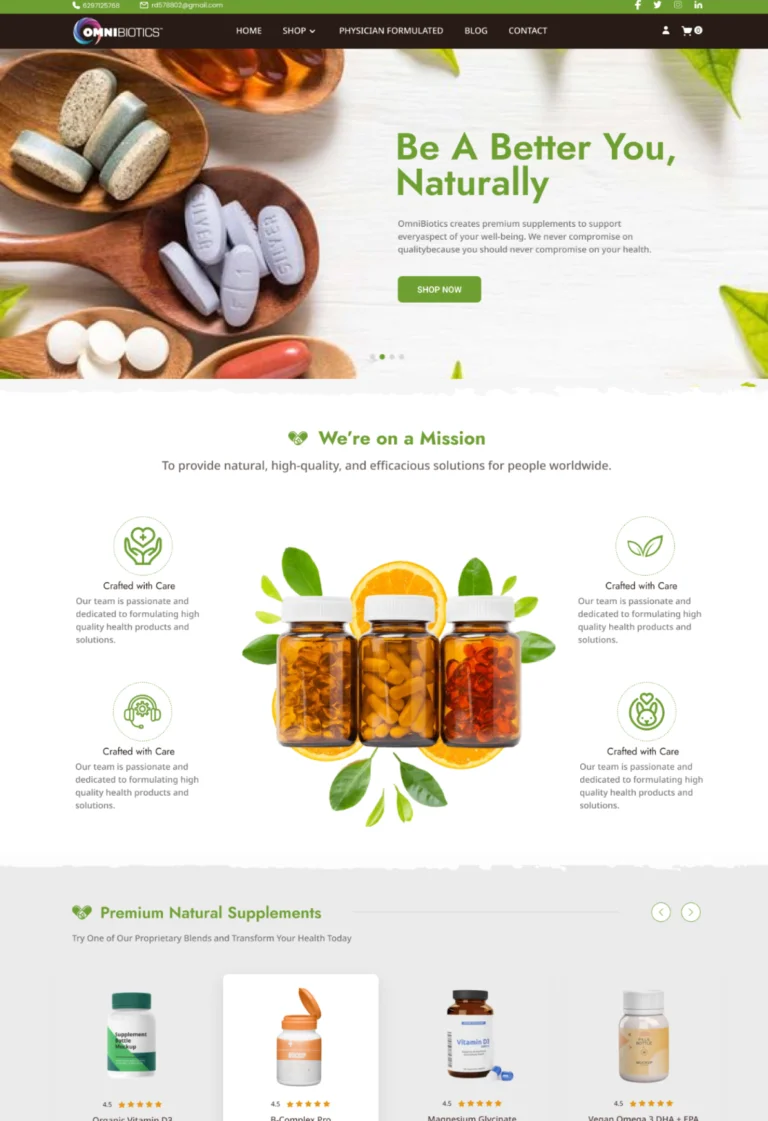 8297125768 nf578803@gmail.com
OMNIBIOTICS™ HOME SHOP PHYSICIAN FORMULATED BLOG CONTACT 0
SILVER
SILVER
F 1
Be A Better You,
Naturally
OmniBiotics creates premium supplements to support
everyaspect of your well-being. We never compromise on
qualitybecause you should never compromise on your health.
SHOP NOW
We're on a Mission
To provide natural, high-quality, and efficacious solutions for people worldwide.
Crafted with Care
Our team is passionate and
dedicated to formulating high
quality health products and
solutions.
Crafted with Care
Our team is passionate and
dedicated to formulating high
quality health products and
solutions.
Crafted with Care
Our team is passionate and
dedicated to formulating high
quality health products and
solutions.
Crafted with Care
Our team is passionate and
dedicated to formulating high
quality health products and
solutions.
Premium Natural Supplements
Try One of Our Proprietary Blends and Transform Your Health Today
Supplement
Bottle
Mockup
Vitamin D3
4.5
4.5
4.5
4.5
Organic Vitamin D3
B-Complex Pro
Magnesium Glycinate
Vegan Omega 3 DHA + EPA